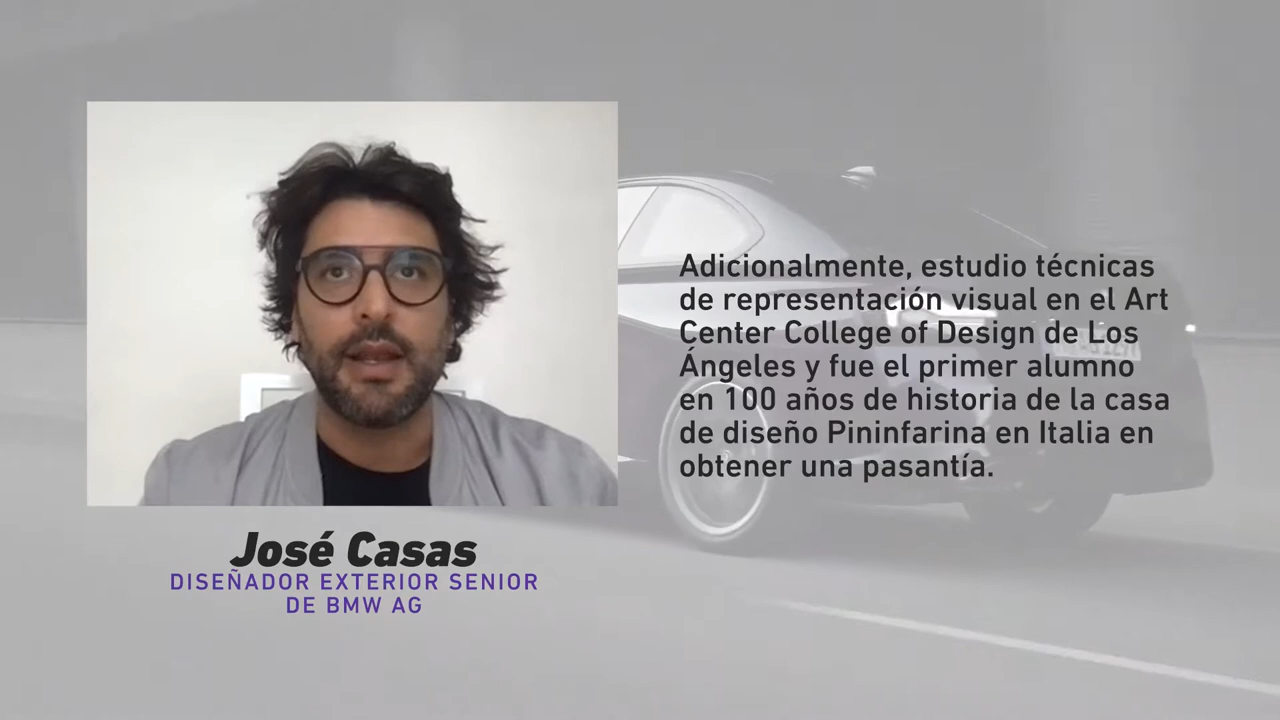 Adicionalmente, estudio técnicas
de representación visual en el Art
Center College of Design de Los
Ángeles y fue el primer alumno
en 100 años de historia de la casa
de diseño Pininfarina en Italia en
obtener una pasantía.
José Casas
DISEÑADOR EXTERIOR SENIOR
DE BMW AG